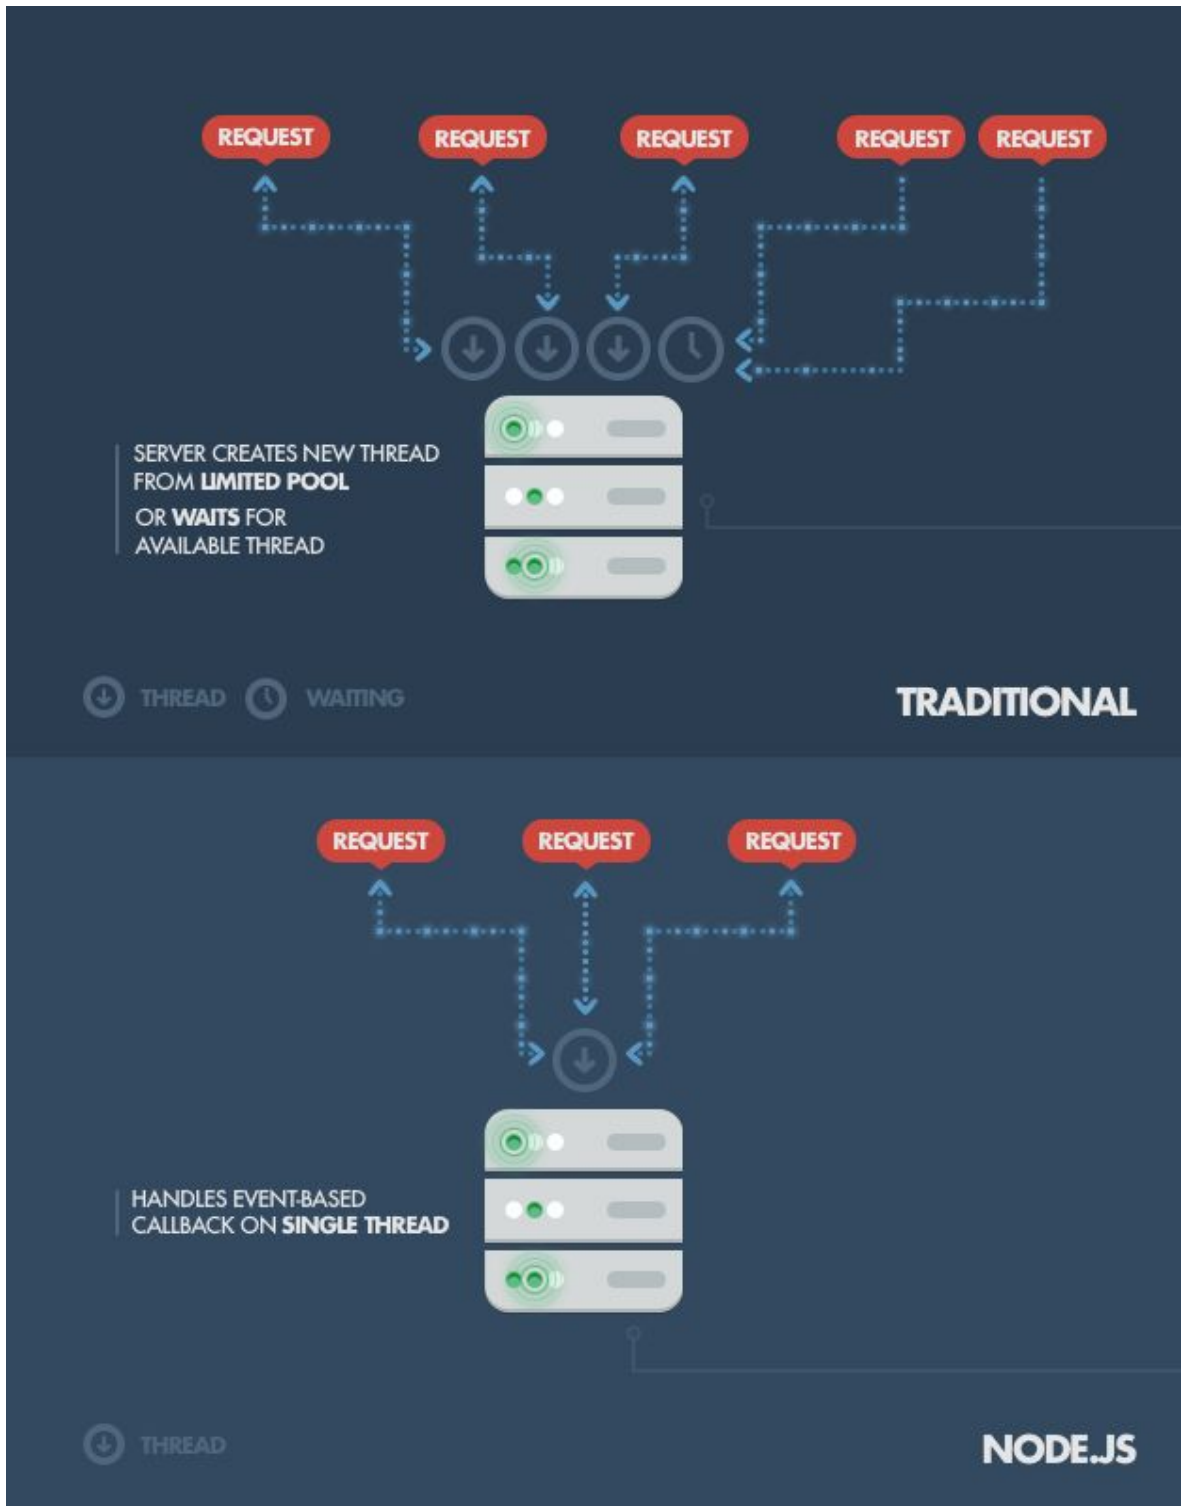 REQUEST
REQUEST
REQUEST
REQUEST
REQUEST
SERVER CREATES NEW THREAD
FROM LIMITED POOL
OR WAITS FOR
AVAILABLE THREAD
THREAD
WAITING
TRADITIONAL
REQUEST
REQUEST
REQUEST
HANDLES EVENT-BASED
CALLBACK ON SINGLE THREAD
THREAD
NODE.JS